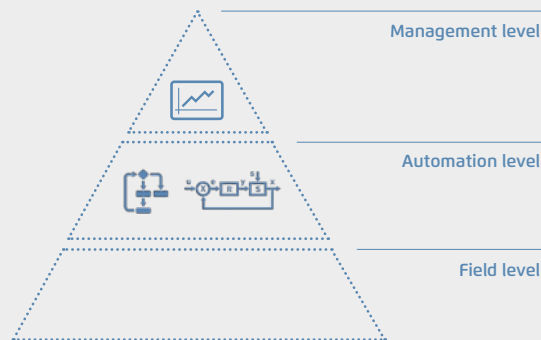 Management level
Automation level
u e R y S S x
Field level